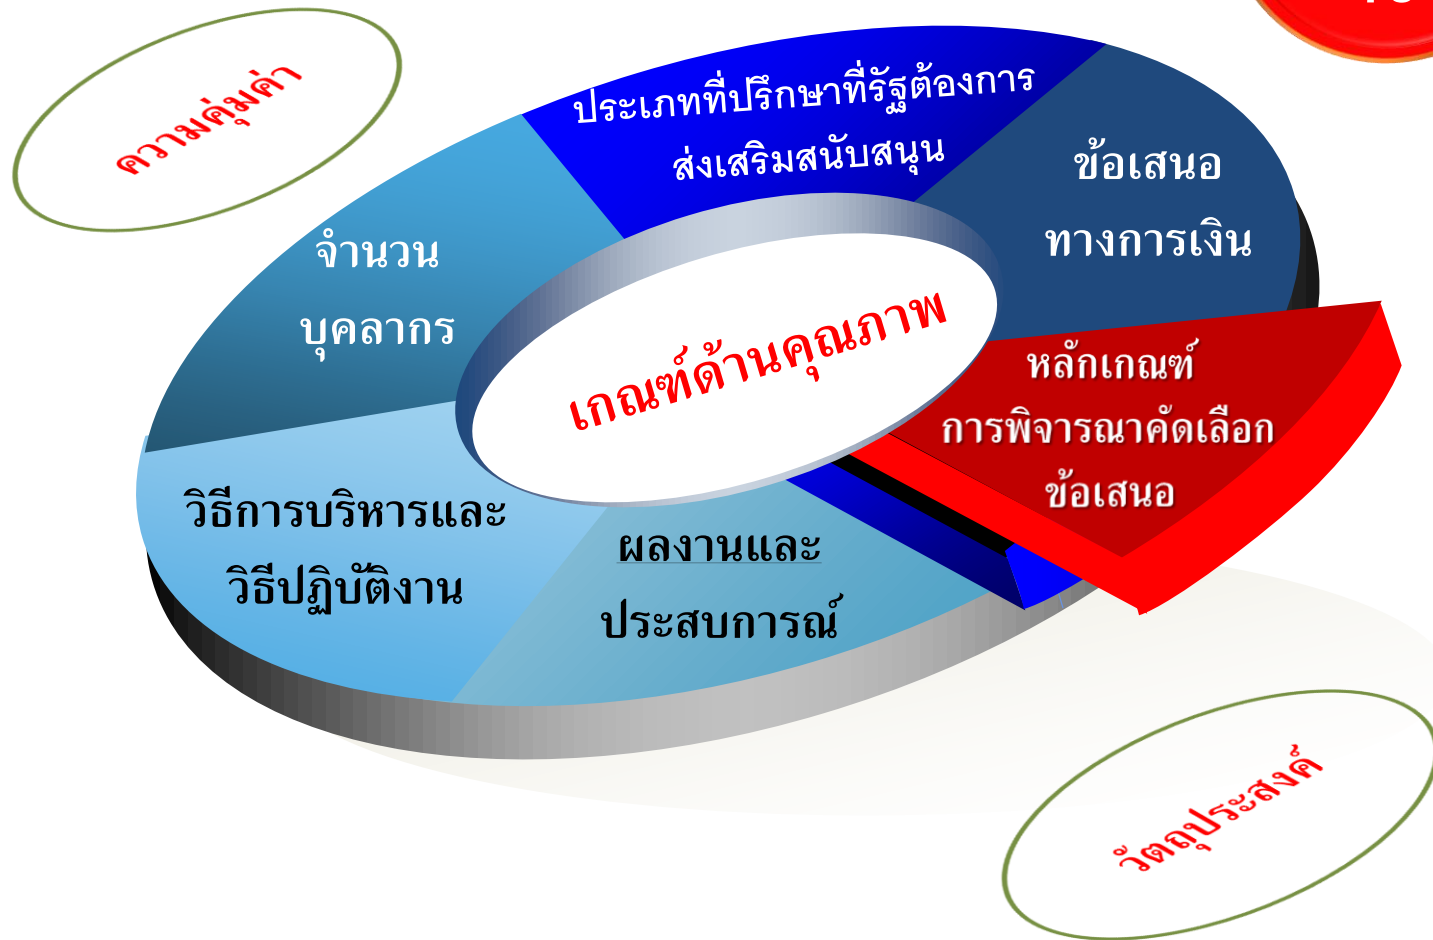 ความคุ้มค่า
ประเภทที่ปรึกษาที่รัฐต้องการ
ส่งเสริมสนับสนุน
ข้อเสนอ
ทางการเงิน
จำนวน
บุคลากร
เกณฑ์ด้านคุณภาพ
หลักเกณฑ์
การพิจารณาคัดเลือก
ข้อเสนอ
วิธีการบริหารและ
วิธีปฏิบัติงาน
ผลงานและ
ประสบการณ์
วัตถุประสงค์